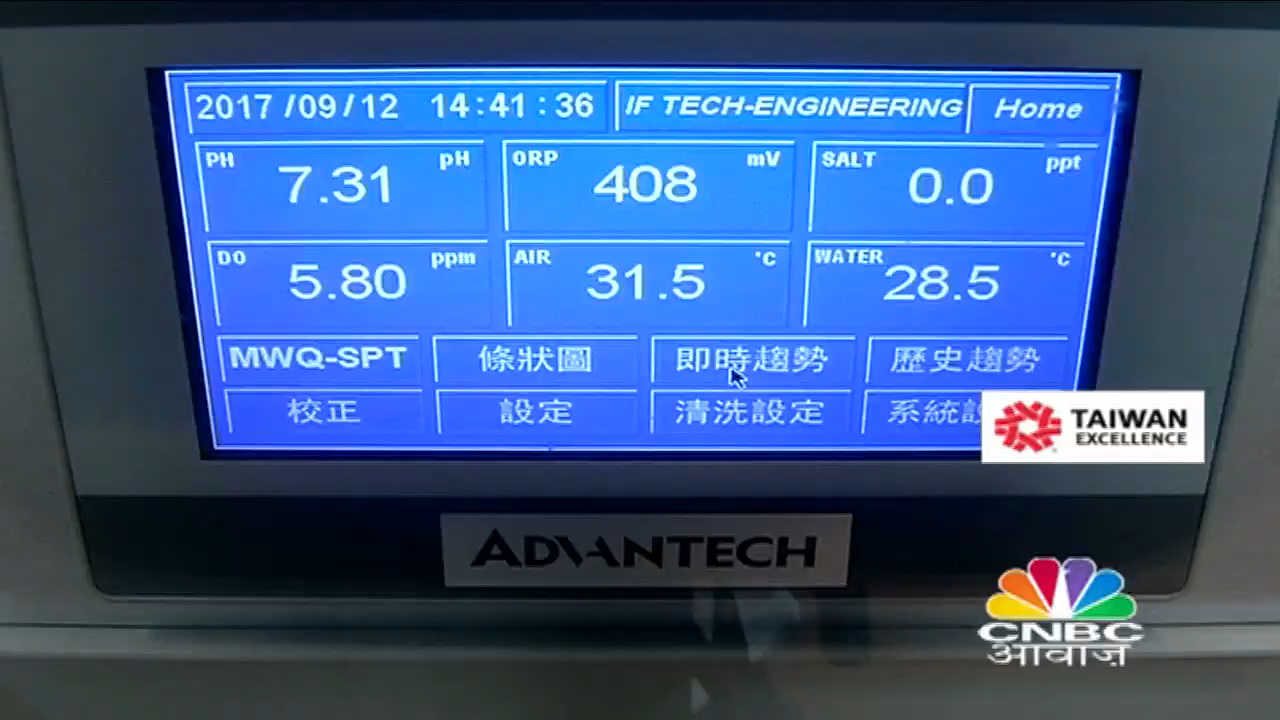 2017/09/12 14:41:36 IF TECH-ENGINEERING Home
PH pH ORP mV SALT ppt
7.31 408 0.0
DO ppm AIR °C WATER °C
5.80 31.5 28.5
MWQ-SPT 條狀圖 即時趨勢 歷史趨勢
校正 設定 清洗設定 系統設
TAIWAN
EXCELLENCE
ADVANTECH
CNBC
आवाज़